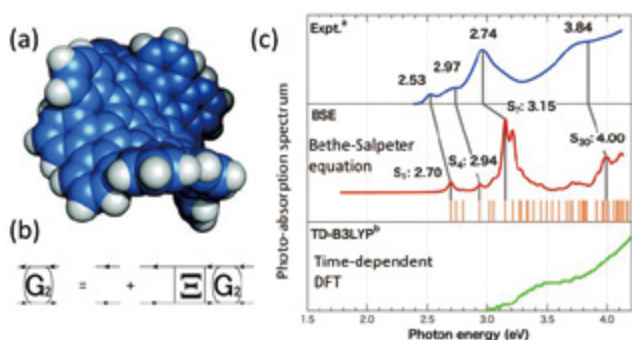 (a)
(b)
G₂ = + Ξ G₂
(c)
Photo-absorption spectrum
Expt.ᵃ
2.53
2.97
2.74
3.84
BSE
Bethe-Salpeter
equation
S₁: 2.70
S₄: 2.94
S₇: 3.15
S₃₀: 4.00
TD-B3LYPᵇ
Time-dependent
DFT
1.5 2.0 2.5 3.0 3.5 4.0
Photon energy (eV)